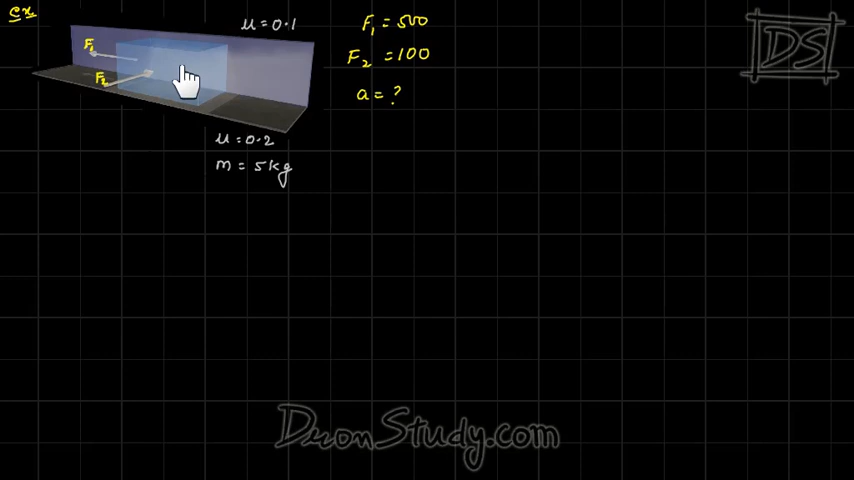 Ex.
μ = 0.1
F₁
F₂
F₁ = 500
F₂ = 100
a = ?
μ = 0.2
m = 5kg
DS
DronStudy.com